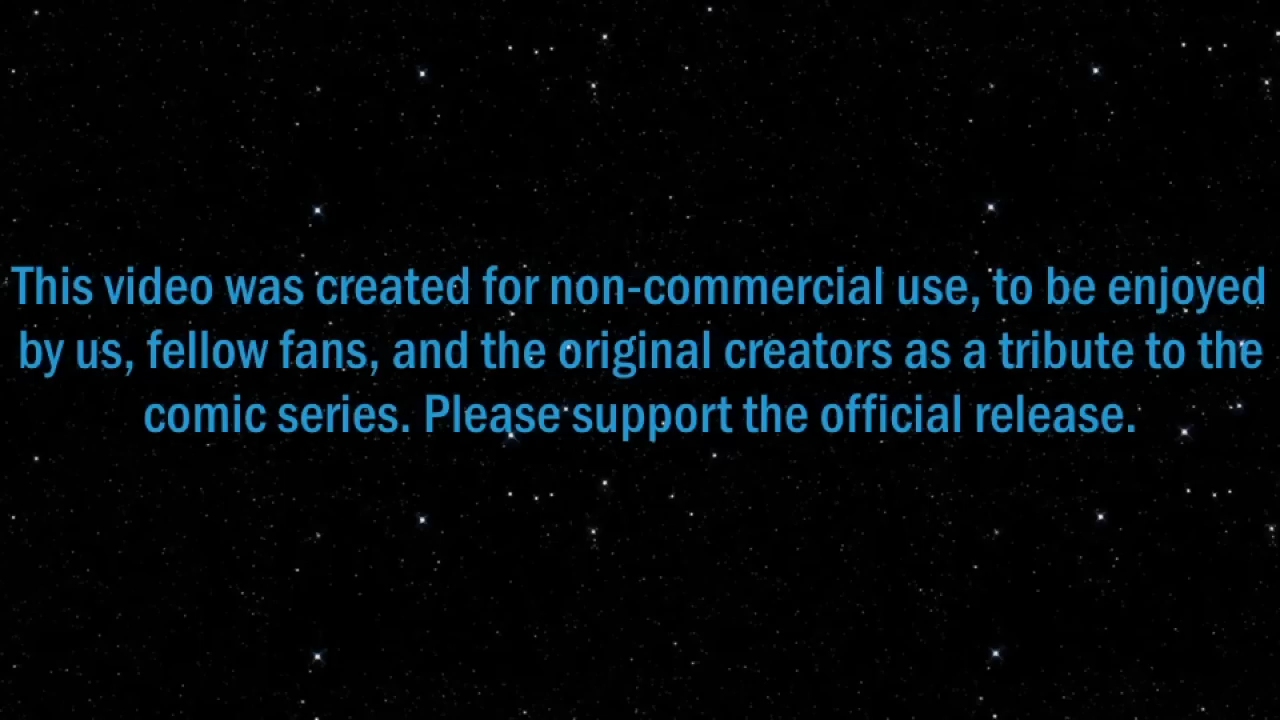 This video was created for non-commercial use, to be enjoyed
by us, fellow fans, and the original creators as a tribute to the
comic series. Please support the official release.